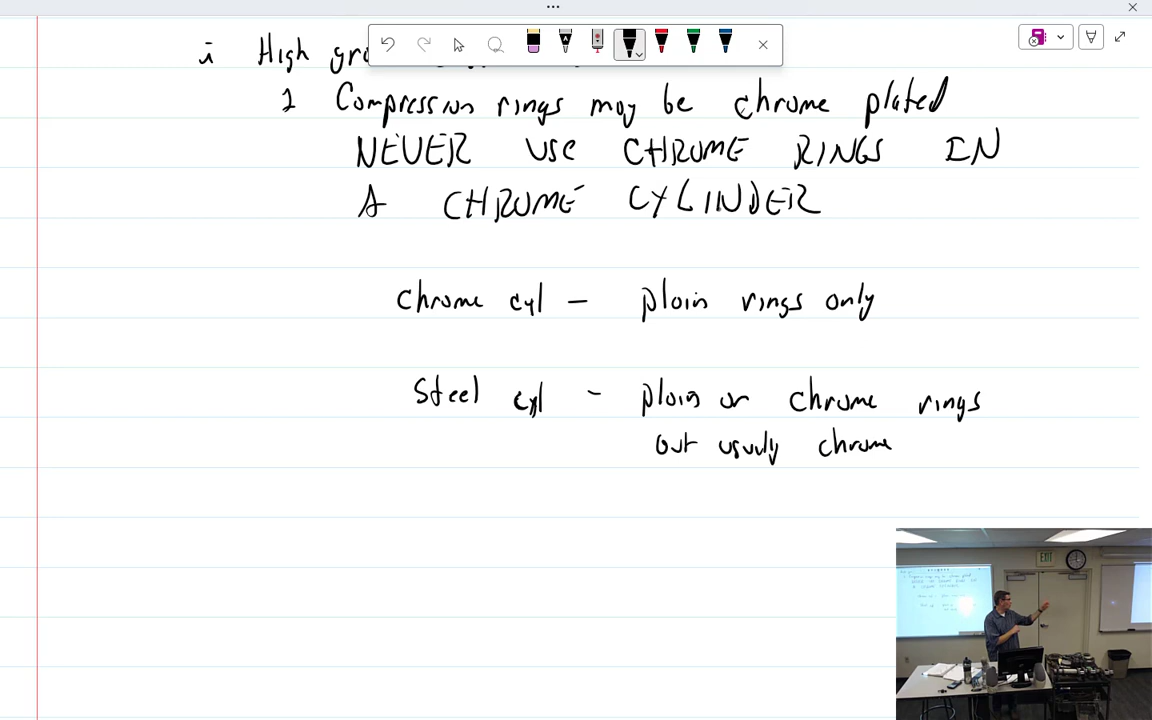 i High
1 Compression rings may be chrome plated
NEVER USE CHROME RINGS IN
A CHROME CYLINDER
Chrome cyl – plain rings only
Steel cyl – plain or chrome rings
but usually chrome
EXIT